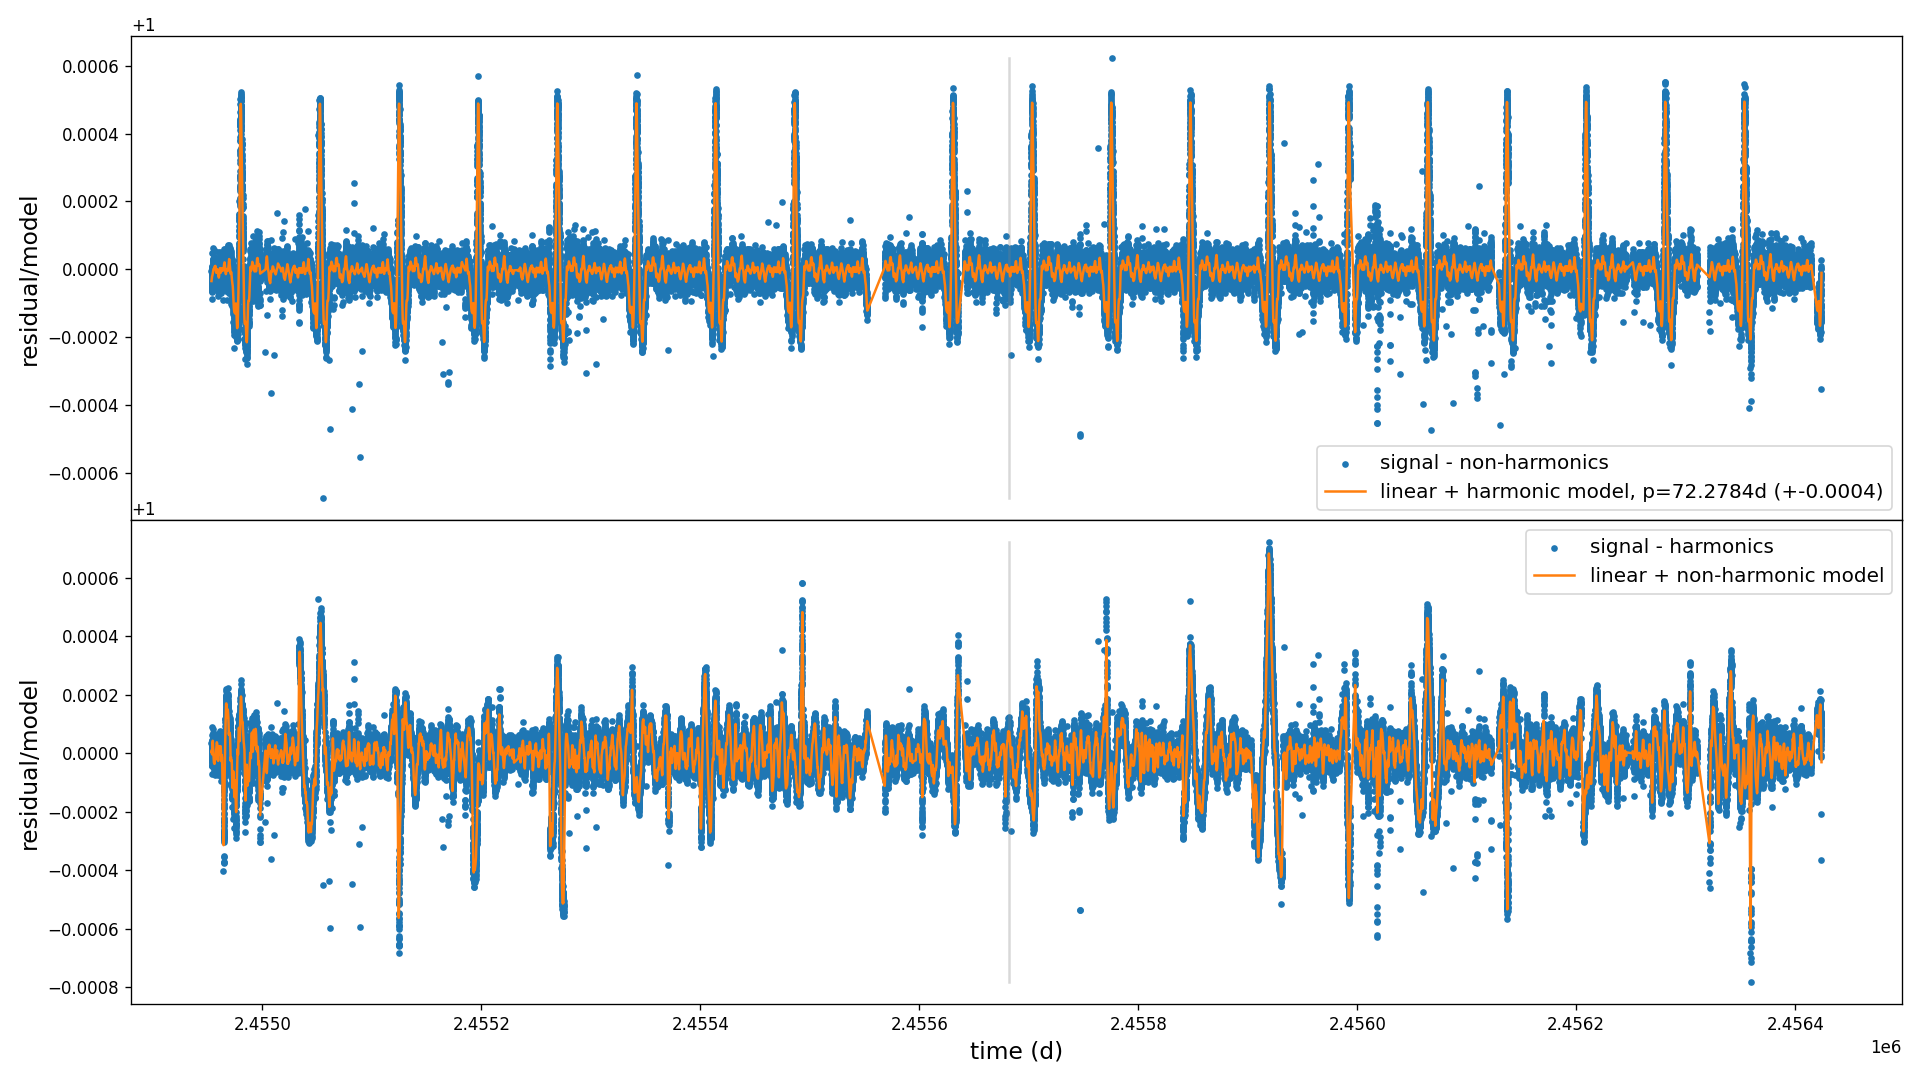 +1
0.0006
0.0004
0.0002
0.0000
−0.0002
−0.0004
−0.0006
residual/model
signal - non-harmonics
linear + harmonic model, p=72.2784d (+-0.0004)
+1
signal - harmonics
linear + non-harmonic model
0.0006
0.0004
0.0002
0.0000
−0.0002
−0.0004
−0.0006
−0.0008
residual/model
2.4550 2.4552 2.4554 2.4556 2.4558 2.4560 2.4562 2.4564
1e6
time (d)